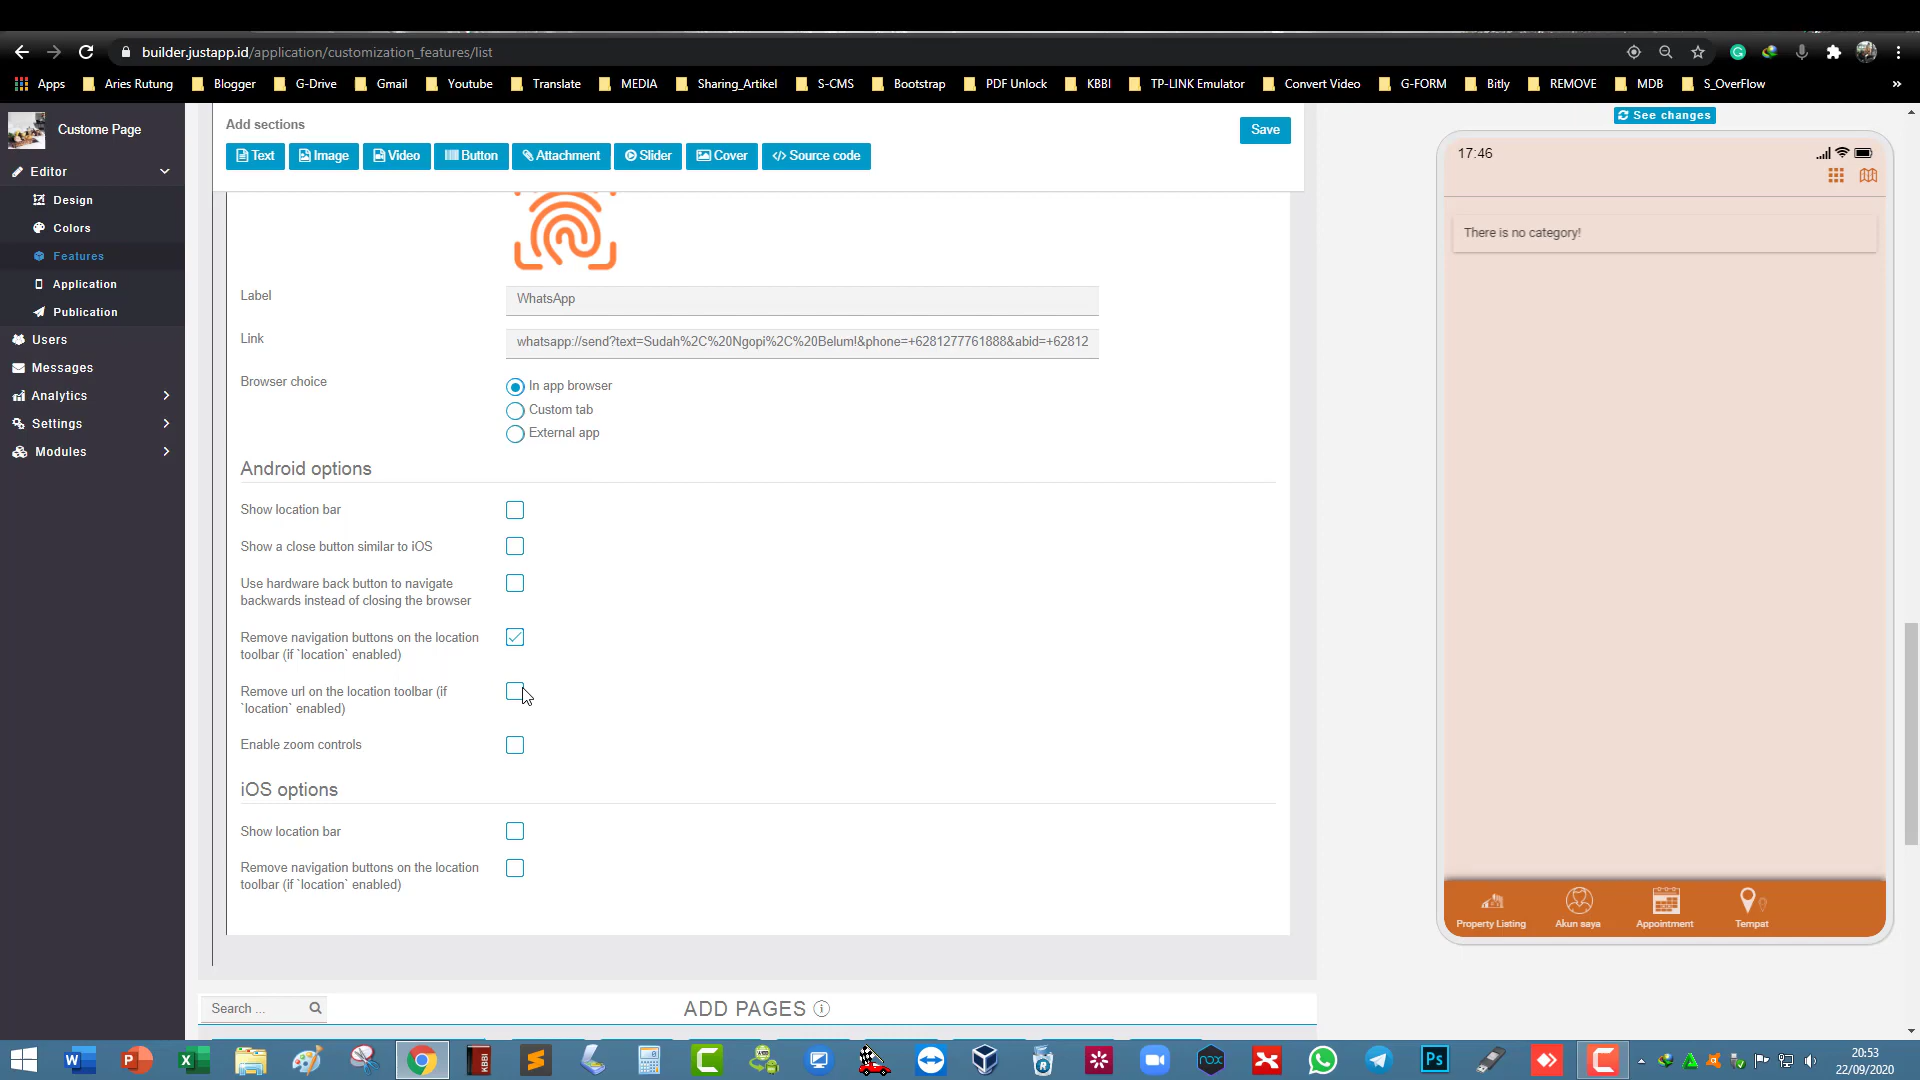 builder.justapp.id/application/customization_features/list
Apps Aries Rutung Blogger G-Drive Gmail Youtube Translate MEDIA Sharing_Artikel S-CMS Bootstrap PDF Unlock KBBI TP-LINK Emulator Convert Video G-FORM Bitly REMOVE MDB S_OverFlow »
Custome Page
Editor
Design
Colors
Features
Application
Publication
Users
Messages
Analytics
Settings
Modules
Add sections
Save
Text Image Video Button Attachment Slider Cover </> Source code
Label
WhatsApp
Link
whatsapp://send?text=Sudah%2C%20Ngopi%2C%20Belum!&phone=+6281277761888&abid=+62812
Browser choice
In app browser
Custom tab
External app
Android options
Show location bar
Show a close button similar to iOS
Use hardware back button to navigate
backwards instead of closing the browser
Remove navigation buttons on the location
toolbar (if `location` enabled)
Remove url on the location toolbar (if
`location` enabled)
Enable zoom controls
iOS options
Show location bar
Remove navigation buttons on the location
toolbar (if `location` enabled)
Search ...
ADD PAGES
See changes
17:46
There is no category!
Property Listing Akun saya Appointment Tempat
KBBI
nox
Ps
20:53
22/09/2020